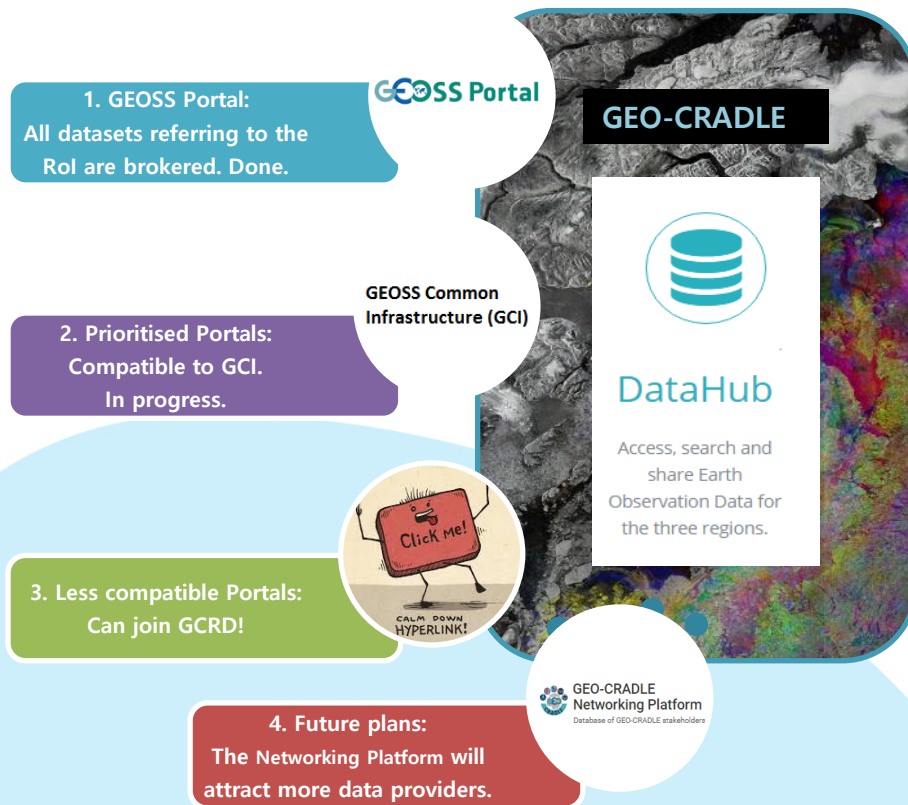 1. GEOSS Portal:
All datasets referring to the
RoI are brokered. Done.
GEOSS Portal
GEO-CRADLE
DataHub
Access, search and
share Earth
Observation Data for
the three regions.
2. Prioritised Portals:
Compatible to GCI.
In progress.
GEOSS Common
Infrastructure (GCI)
3. Less compatible Portals:
Can join GCRD!
Click Me!
CALM DOWN
HYPERLINK!
4. Future plans:
The Networking Platform will
attract more data providers.
GEO-CRADLE
Networking Platform
Database of GEO-CRADLE stakeholders